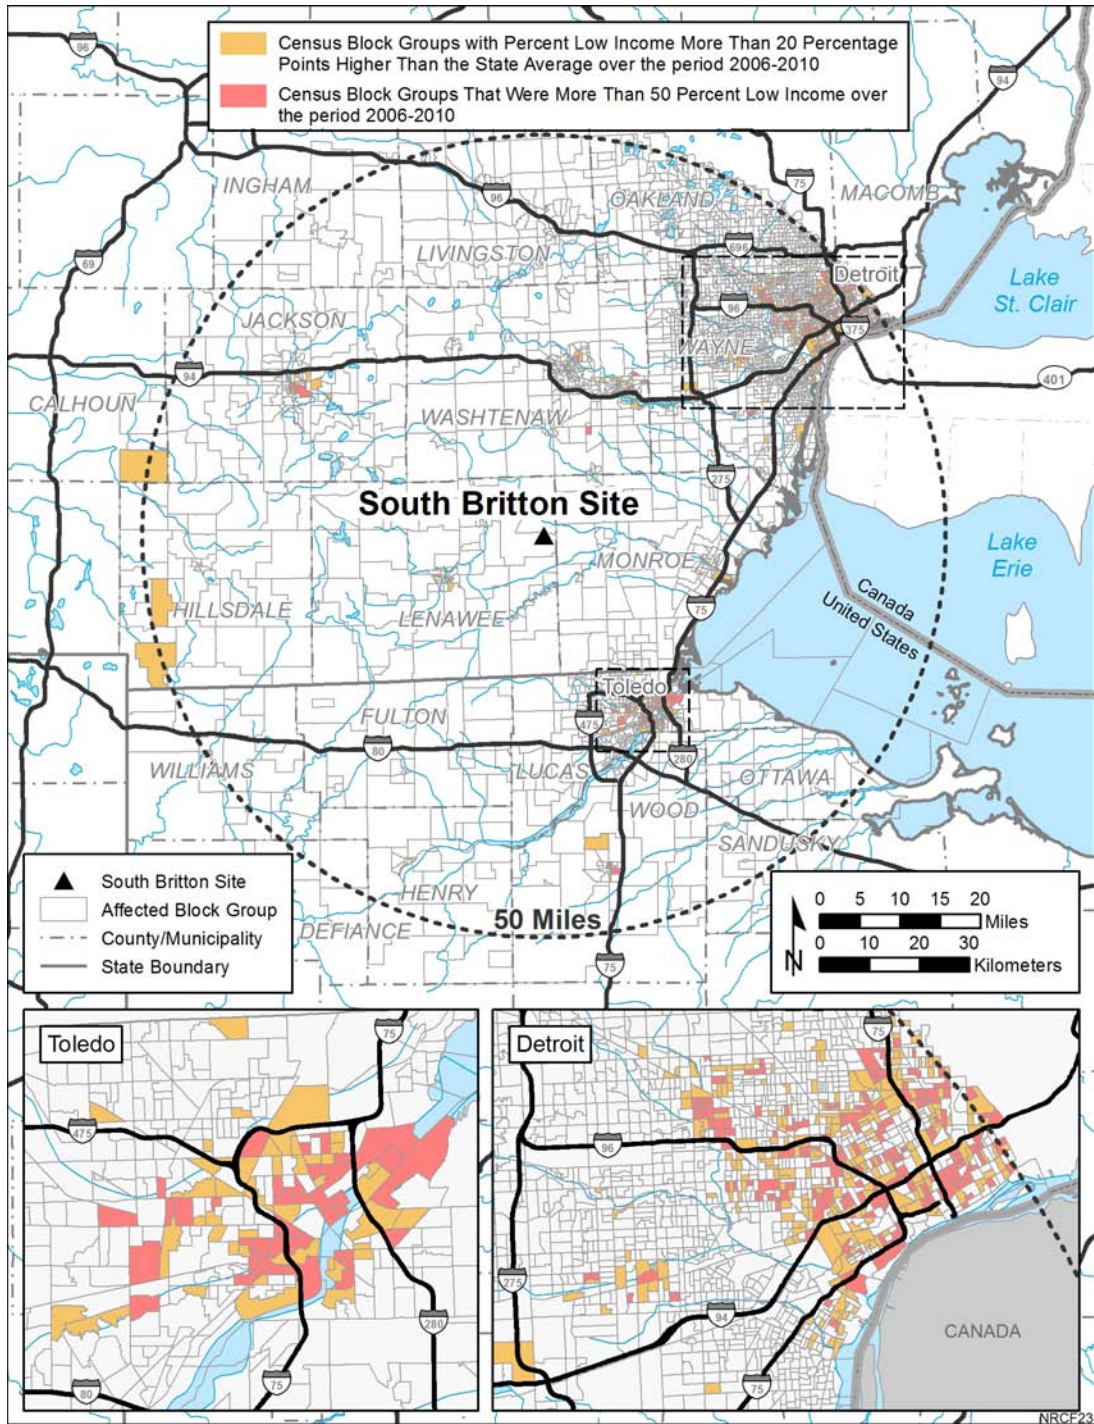 Census Block Groups with Percent Low Income More Than 20 Percentage
Points Higher Than the State Average over the period 2006-2010
Census Block Groups That Were More Than 50 Percent Low Income over
the period 2006-2010
96
94
75
INGHAM
OAKLAND
MACOMB
96
LIVINGSTON
696
69
Detroit
Lake
St. Clair
JACKSON
96
375
WAYNE
94
401
CALHOUN
WASHTENAW
275
South Britton Site
MONROE
Lake
Erie
HILLSDALE
LENAWEE
75
Canada
United States
Toledo
FULTON
475
80
280
WILLIAMS
LUCAS
OTTAWA
WOOD
SANDUSKY
HENRY
50 Miles
DEFIANCE
75
South Britton Site
Affected Block Group
County/Municipality
State Boundary
0 5 10 15 20
Miles
0 10 20 30
Kilometers
N
Toledo
75
475
280
80
75
Detroit
75
96
275
94
75
CANADA
NRCF23